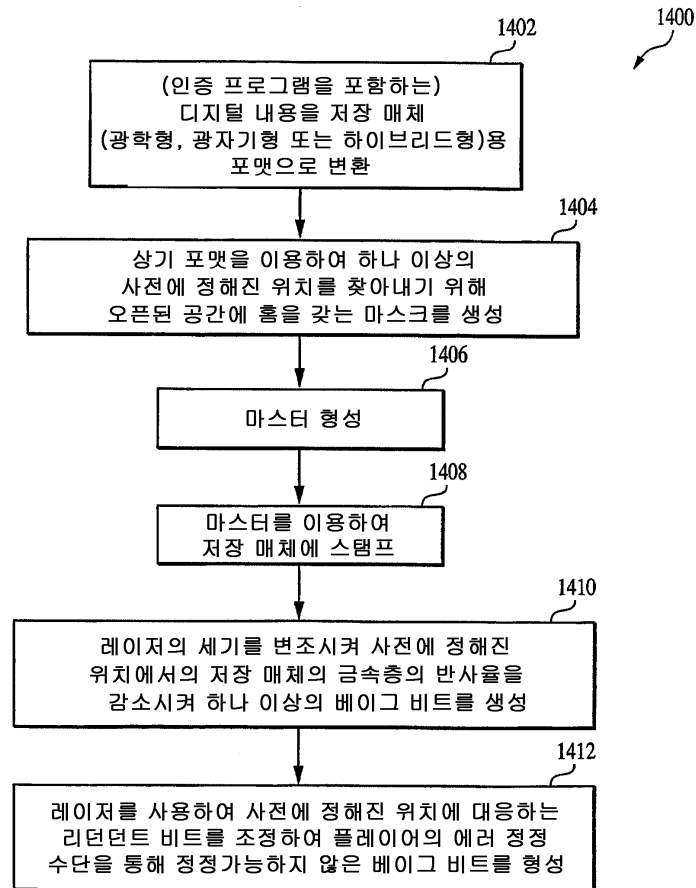 1400
1402
(인증 프로그램을 포함하는)
디지털 내용을 저장 매체
(광학형, 광자기형 또는 하이브리드형)용
포맷으로 변환
1404
상기 포맷을 이용하여 하나 이상의
사전에 정해진 위치를 찾아내기 위해
오픈된 공간에 홈을 갖는 마스크를 생성
1406
마스터 형성
1408
마스터를 이용하여
저장 매체에 스탬프
1410
레이저의 세기를 변조시켜 사전에 정해진
위치에서의 저장 매체의 금속층의 반사율을
감소시켜 하나 이상의 베이그 비트를 생성
1412
레이저를 사용하여 사전에 정해진 위치에 대응하는
리던던트 비트를 조정하여 플레이어의 에러 정정
수단을 통해 정정가능하지 않은 베이그 비트를 형성